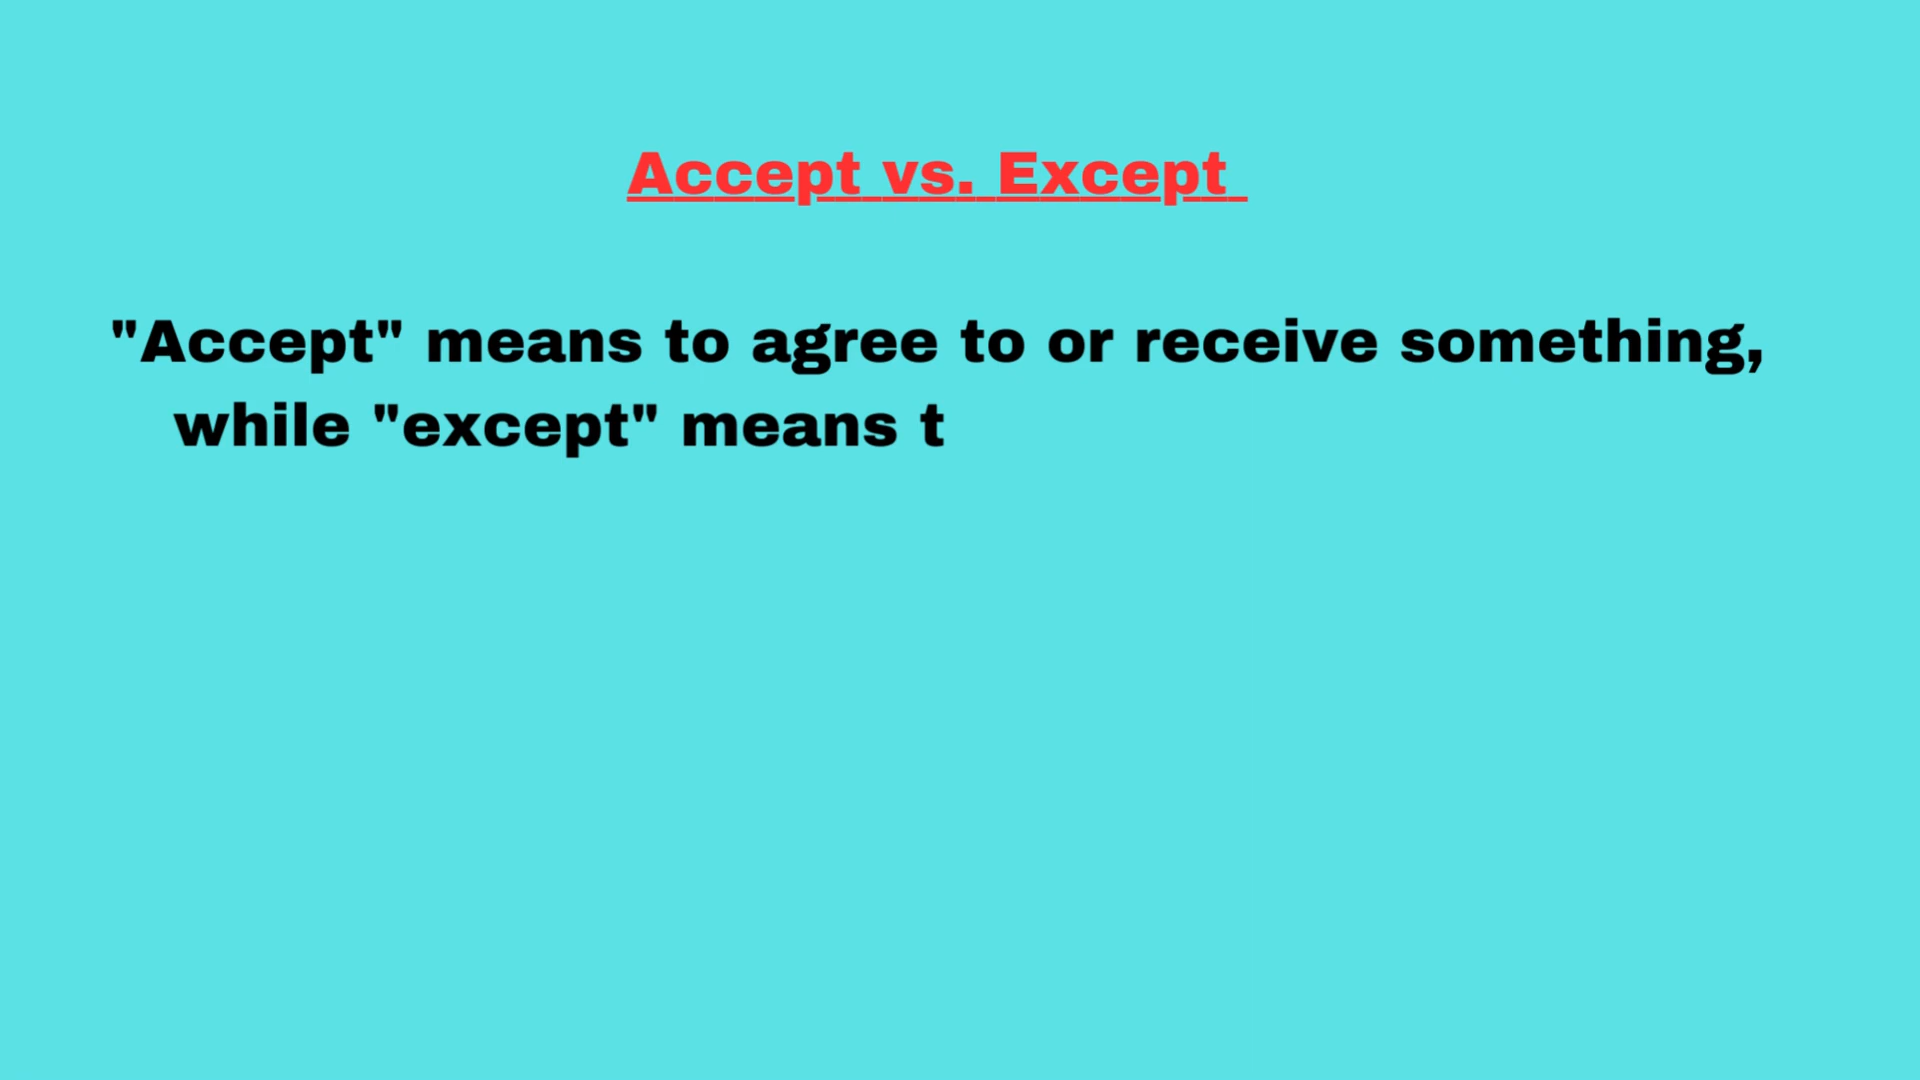 Accept vs. Except
"Accept" means to agree to or receive something,
while "except" means t